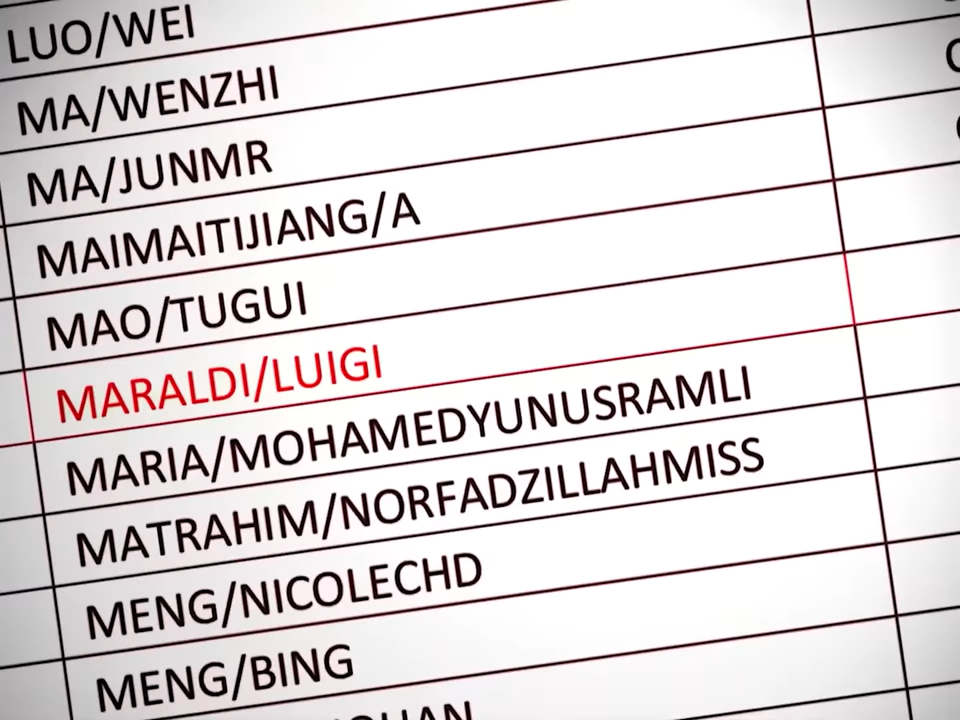 LUO/WEI
MA/WENZHI
MA/JUNMR
MAIMAITIJIANG/A
MAO/TUGUI
MARALDI/LUIGI
MARIA/MOHAMEDYUNUSRAMLI
MATRAHIM/NORFADZILLAHMISS
MENG/NICOLECHD
MENG/BING